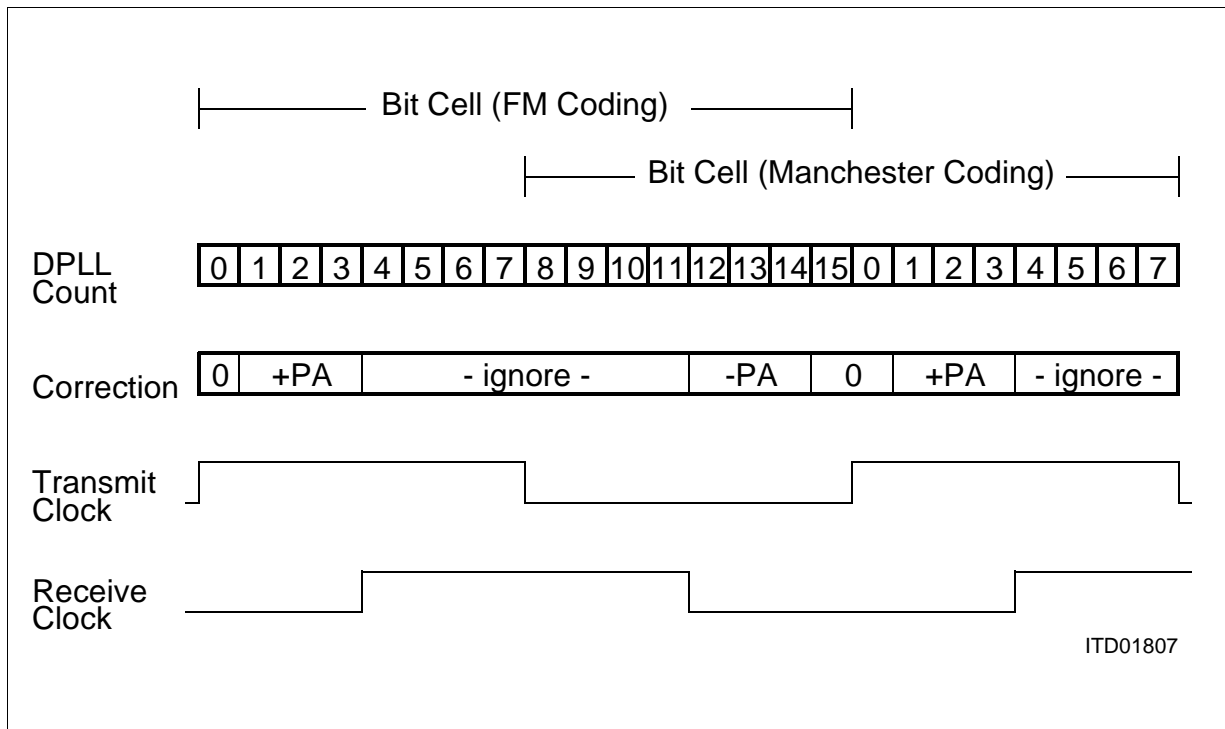 Bit Cell (FM Coding)
Bit Cell (Manchester Coding)
DPLL
Count
0 1 2 3 4 5 6 7 8 9 10 11 12 13 14 15 0 1 2 3 4 5 6 7
Correction
0 +PA - ignore - -PA 0 +PA - ignore -
Transmit
Clock
Receive
Clock
ITD01807